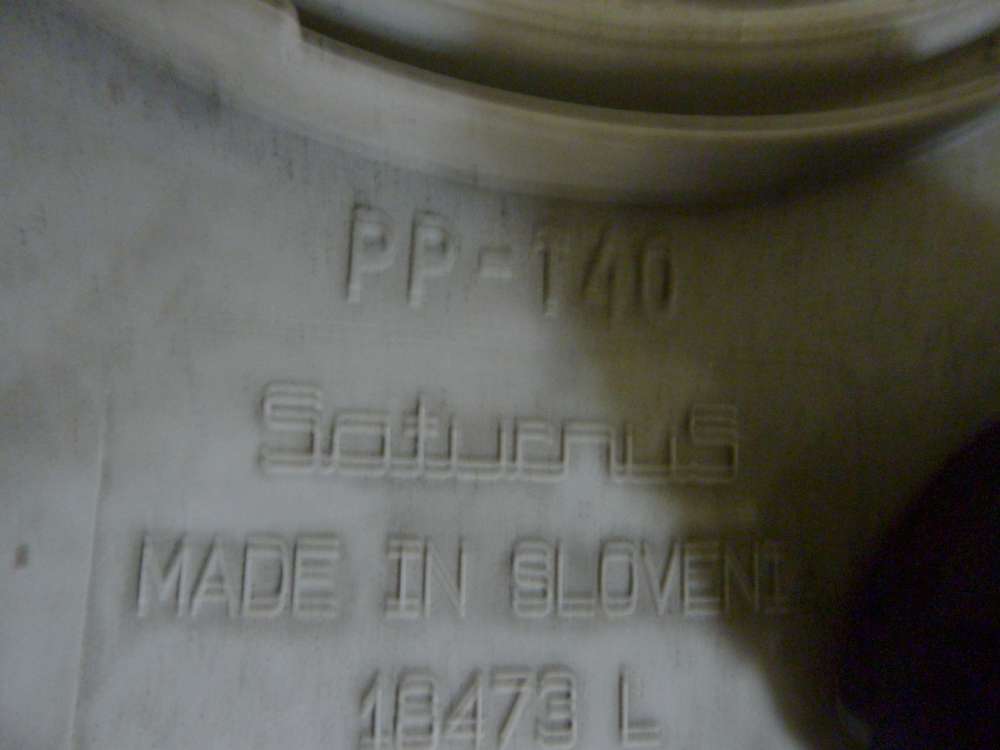 PP-140
Saturnus
MADE IN SLOVENI
18473 L